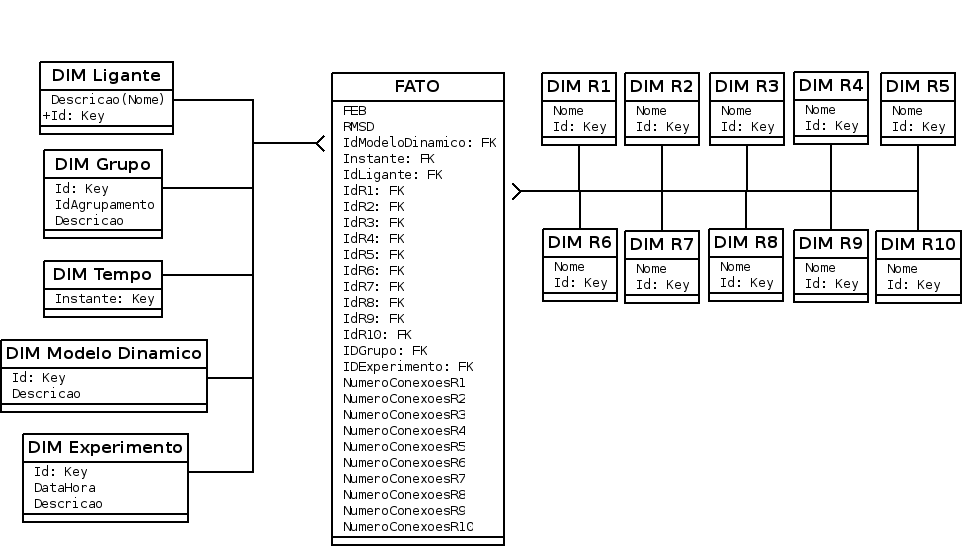 DIM Ligante
Descricao(Nome)
+Id: Key
DIM Grupo
Id: Key
IdAgrupamento
Descricao
DIM Tempo
Instante: Key
DIM Modelo Dinamico
Id: Key
Descricao
DIM Experimento
Id: Key
DataHora
Descricao
FATO
FEB
RMSD
IdModeloDinamico: FK
Instante: FK
IdLigante: FK
IdR1: FK
IdR2: FK
IdR3: FK
IdR4: FK
IdR5: FK
IdR6: FK
IdR7: FK
IdR8: FK
IdR9: FK
IdR10: FK
IDGrupo: FK
IDExperimento: FK
NumeroConexoesR1
NumeroConexoesR2
NumeroConexoesR3
NumeroConexoesR4
NumeroConexoesR5
NumeroConexoesR6
NumeroConexoesR7
NumeroConexoesR8
NumeroConexoesR9
NumeroConexoesR10
DIM R1
Nome
Id: Key
DIM R2
Nome
Id: Key
DIM R3
Nome
Id: Key
DIM R4
Nome
Id: Key
DIM R5
Nome
Id: Key
DIM R6
Nome
Id: Key
DIM R7
Nome
Id: Key
DIM R8
Nome
Id: Key
DIM R9
Nome
Id: Key
DIM R10
Nome
Id: Key